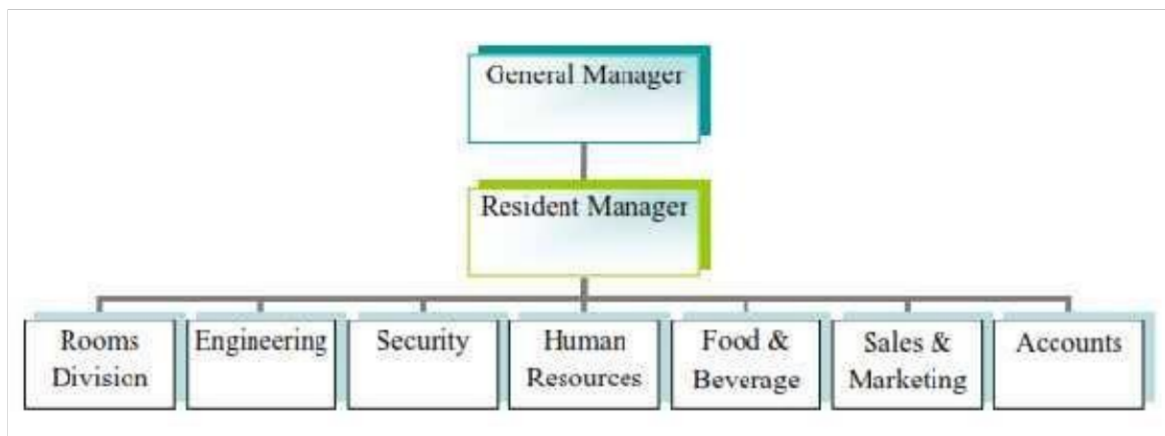 General Manager
Resident Manager
Rooms
Division
Engineering
Security
Human
Resources
Food &
Beverage
Sales &
Marketing
Accounts